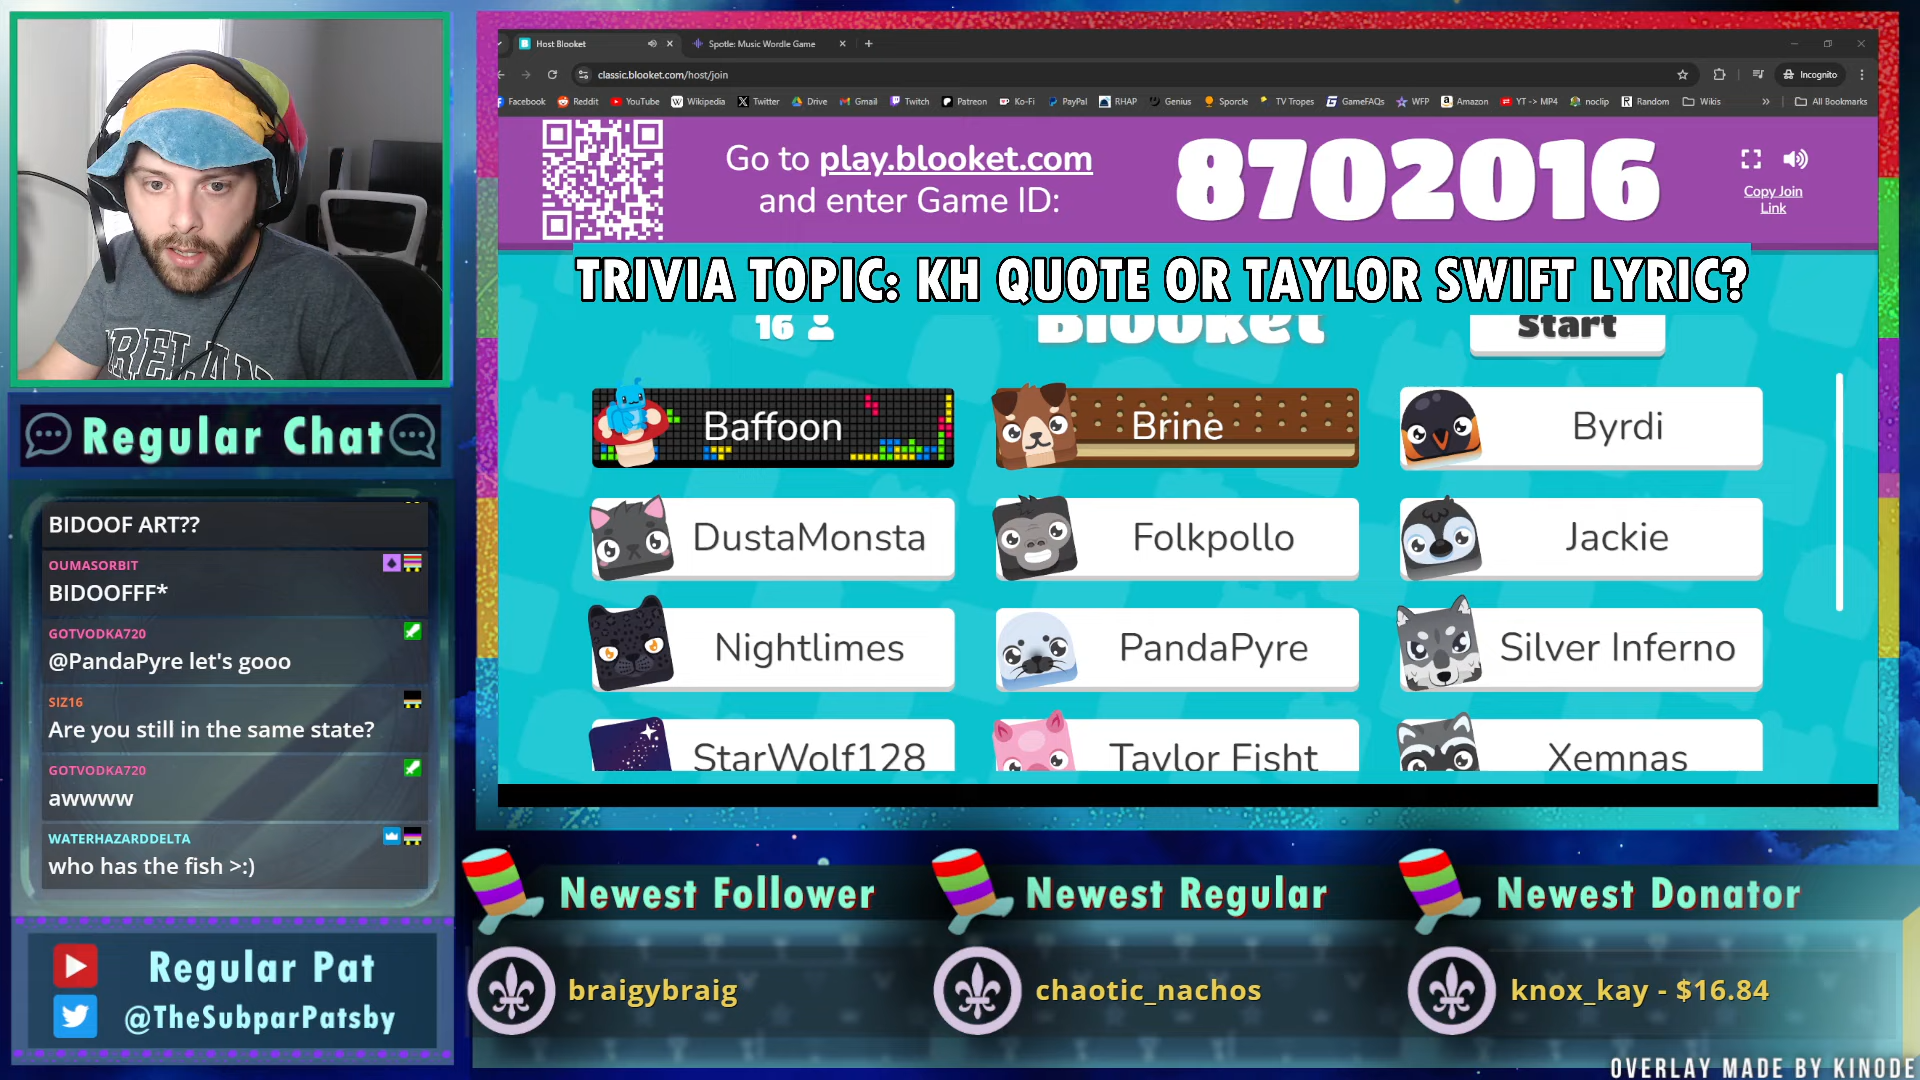 Host Blooket
Spotle: Music Wordle Game
classic.blooket.com/host/join
Incognito
Facebook
Reddit
YouTube
Wikipedia
Twitter
Drive
Gmail
Twitch
Patreon
Ko-Fi
PayPal
RHAP
Genius
Sporcle
TV Tropes
GameFAQs
WFP
Amazon
YT -> MP4
noclip
Random
Wikis
All Bookmarks
Go to play.blooket.com
and enter Game ID:
8702016
Copy Join
Link
TRIVIA TOPIC: KH QUOTE OR TAYLOR SWIFT LYRIC?
16
Blooket
Start
Baffoon
Brine
Byrdi
DustaMonsta
Folkpollo
Jackie
Nightlimes
PandaPyre
Silver Inferno
StarWolf128
Taylor Fisht
Xemnas
Regular Chat
BIDOOF ART??
OUMASORBIT
BIDOOFFF*
GOTVODKA720
@PandaPyre let's gooo
SIZ16
Are you still in the same state?
GOTVODKA720
awwww
WATERHAZARDDELTA
who has the fish >:)
Regular Pat
@TheSubparPatsby
Newest Follower
braigybraig
Newest Regular
chaotic_nachos
Newest Donator
knox_kay - $16.84
OVERLAY MADE BY KINODE